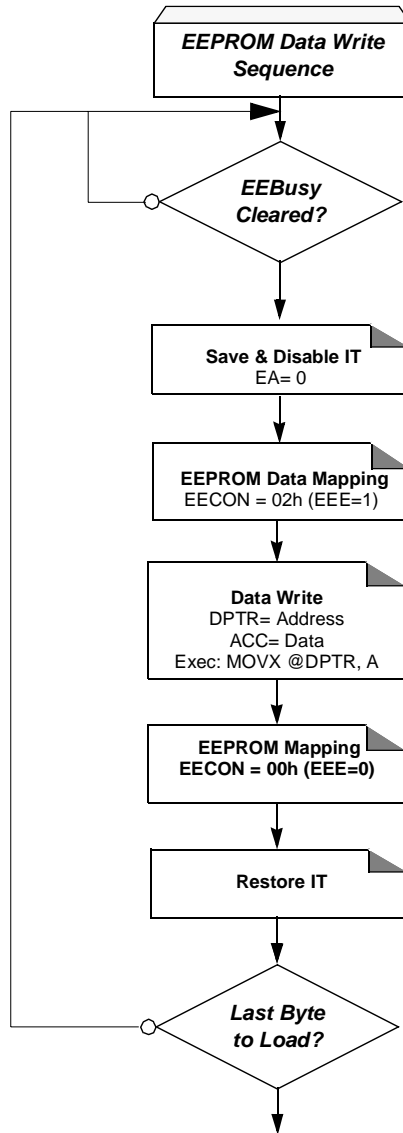 EEPROM Data Write
Sequence
EEBusy
Cleared?
Save & Disable IT
EA= 0
EEPROM Data Mapping
EECON = 02h (EEE=1)
Data Write
DPTR= Address
ACC= Data
Exec: MOVX @DPTR, A
EEPROM Mapping
EECON = 00h (EEE=0)
Restore IT
Last Byte
to Load?